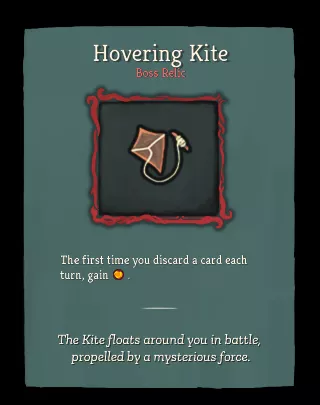 Hovering Kite
Boss Relic
The first time you discard a card each
turn, gain .
The Kite floats around you in battle,
propelled by a mysterious force.